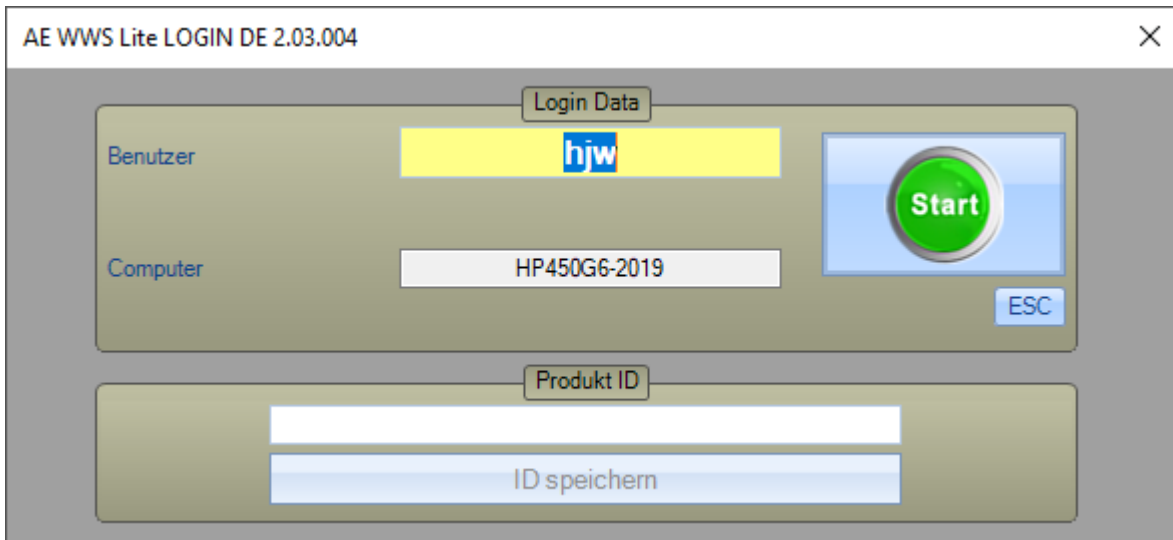 AE WWS Lite LOGIN DE 2.03.004
Login Data
Benutzer
hjw
Start
Computer
HP450G6-2019
ESC
Produkt ID
ID speichern